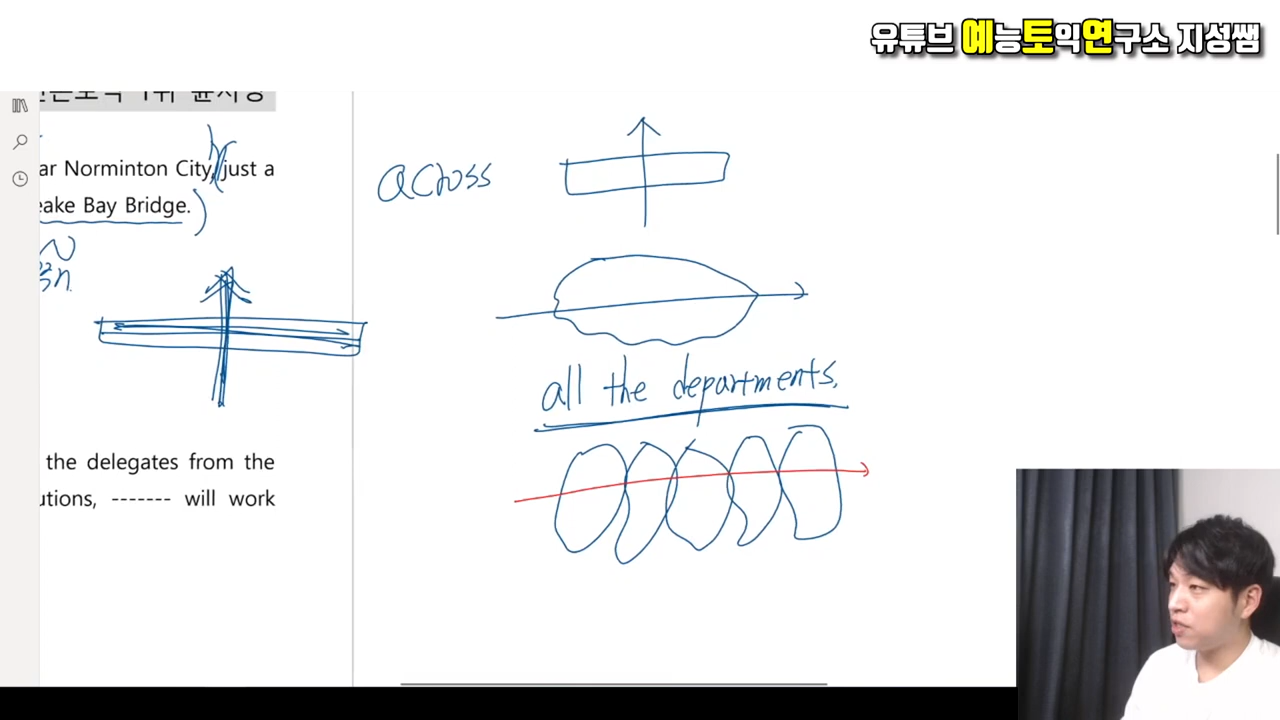 유튜브 예능토익연구소 지성쌤
ar Norminton City, just a
eake Bay Bridge.
across
all the departments.
the delegates from the
utions, ------- will work